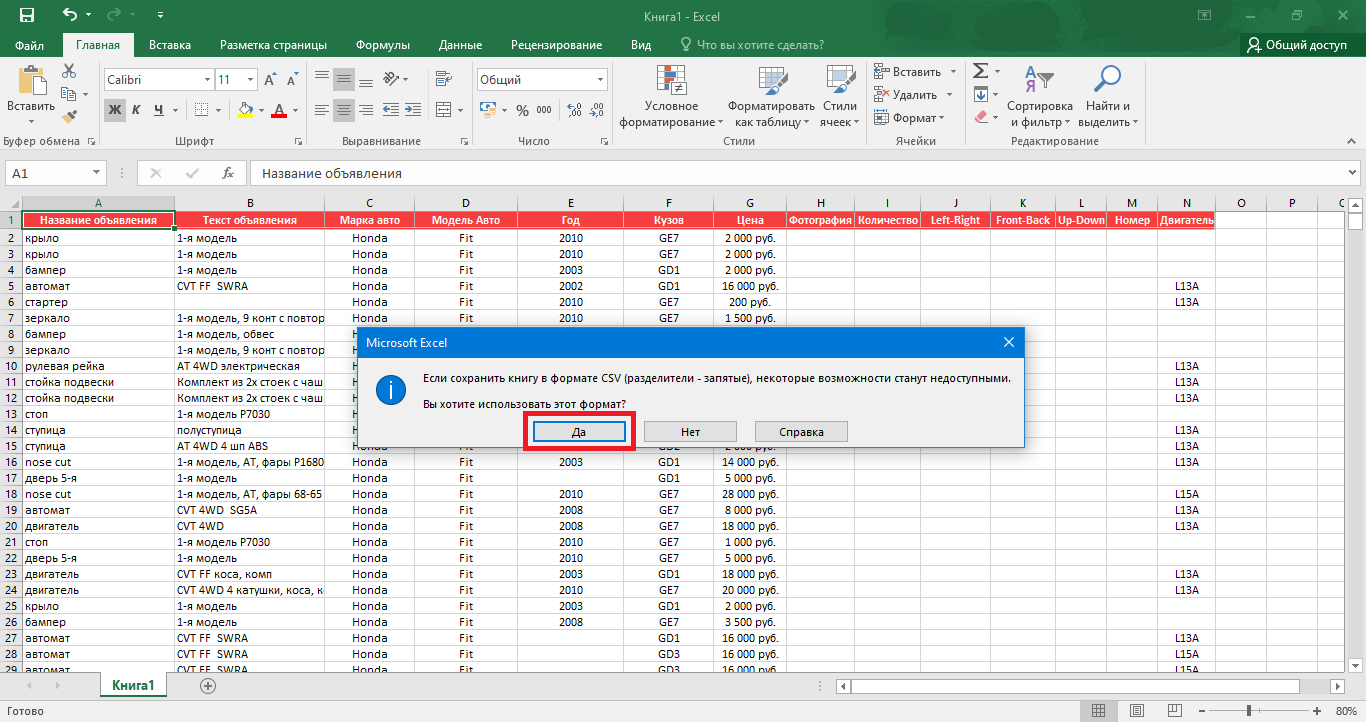 Книга1 - Excel
Файл Главная Вставка Разметка страницы Формулы Данные Рецензирование Вид Что вы хотите сделать? Общий доступ
Calibri 11 Общий Вставить Сортировка Найти и
Вставить Условное Форматировать Стили Удалить
Ж К Ч А % 000 форматирование как таблицу ячеек Формат и фильтр выделить
Буфер обмена Шрифт Выравнивание Число Стили Ячейки Редактирование
A1 fx Название объявления
A B C D E F G H I J K L M N O P
1 Название объявления Текст объявления Марка авто Модель Авто Год Кузов Цена Фотография Количество Left-Right Front-Back Up-Down Номер Двигатель
2 крыло 1-я модель Honda Fit 2010 GE7 2 000 руб.
3 крыло 1-я модель Honda Fit 2010 GE7 2 000 руб.
4 бампер 1-я модель Honda Fit 2003 GD1 2 000 руб.
5 автомат CVT FF SWRA Honda Fit 2002 GD1 16 000 руб. L13A
6 стартер Honda Fit 2010 GE7 200 руб. L13A
7 зеркало 1-я модель, 9 конт с повтор Honda Fit 2010 GE7 1 500 руб.
8 бампер 1-я модель, обвес
9 зеркало 1-я модель, 9 конт с повтор
10 рулевая рейка АТ 4WD электрическая L13A
11 стойка подвески Комплект из 2х стоек с чаш L13A
12 стойка подвески Комплект из 2х стоек с чаш L13A
13 стоп 1-я модель P7030
14 ступица полуступица L13A
15 ступица АТ 4WD 4 шп ABS L13A
Microsoft Excel
Если сохранить книгу в формате CSV (разделители - запятые), некоторые возможности станут недоступными.
Вы хотите использовать этот формат?
Да Нет Справка
16 nose cut 1-я модель, АТ, фары P1680 Honda Fit 2003 GD1 14 000 руб. L13A
17 дверь 5-я 1-я модель Honda Fit GD1 5 000 руб.
18 nose cut 1-я модель, АТ, фары 68-65 Honda Fit 2010 GE7 28 000 руб. L15A
19 автомат CVT 4WD SG5A Honda Fit 2008 GE7 8 000 руб. L13A
20 двигатель CVT 4WD Honda Fit 2008 GE7 18 000 руб. L13A
21 стоп 1-я модель P7030 Honda Fit 2010 GE7 1 000 руб.
22 дверь 5-я 1-я модель Honda Fit 2010 GE7 5 000 руб.
23 двигатель CVT FF коса, комп Honda Fit 2003 GD1 18 000 руб. L13A
24 двигатель CVT 4WD 4 катушки, коса, к Honda Fit 2010 GE7 20 000 руб. L13A
25 крыло 1-я модель Honda Fit 2003 GD1 2 000 руб.
26 бампер 1-я модель Honda Fit 2008 GE7 3 500 руб.
27 автомат CVT FF SWRA Honda Fit GD1 16 000 руб. L13A
28 автомат CVT FF SWRA Honda Fit GD3 16 000 руб. L15A
29 автомат CVT FF SWRA Honda Fit GD3 16 000 руб. L15A
Книга1
Готово 80%